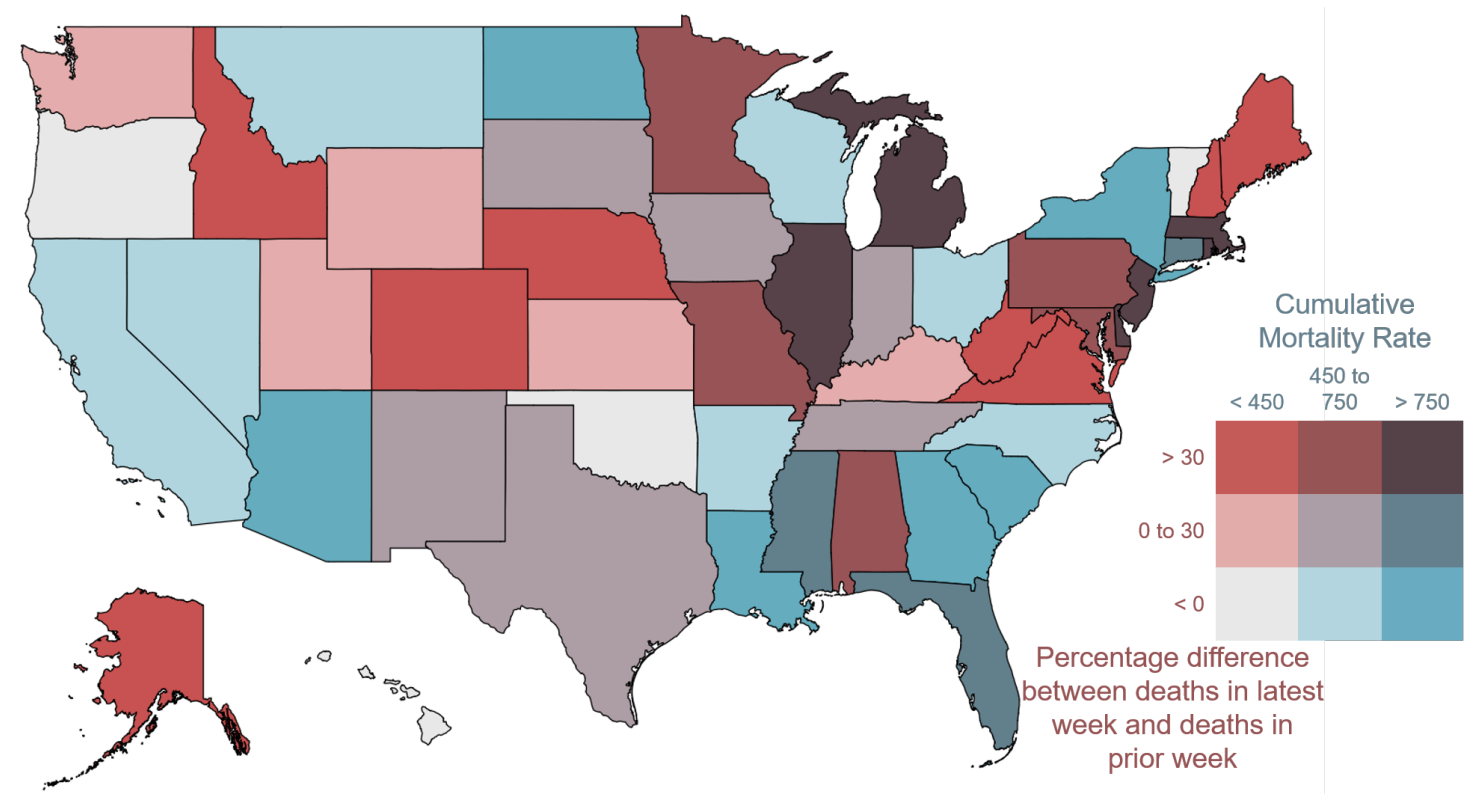 Cumulative
Mortality Rate
450 to
< 450 750 > 750
> 30
0 to 30
< 0
Percentage difference
between deaths in latest
week and deaths in
prior week